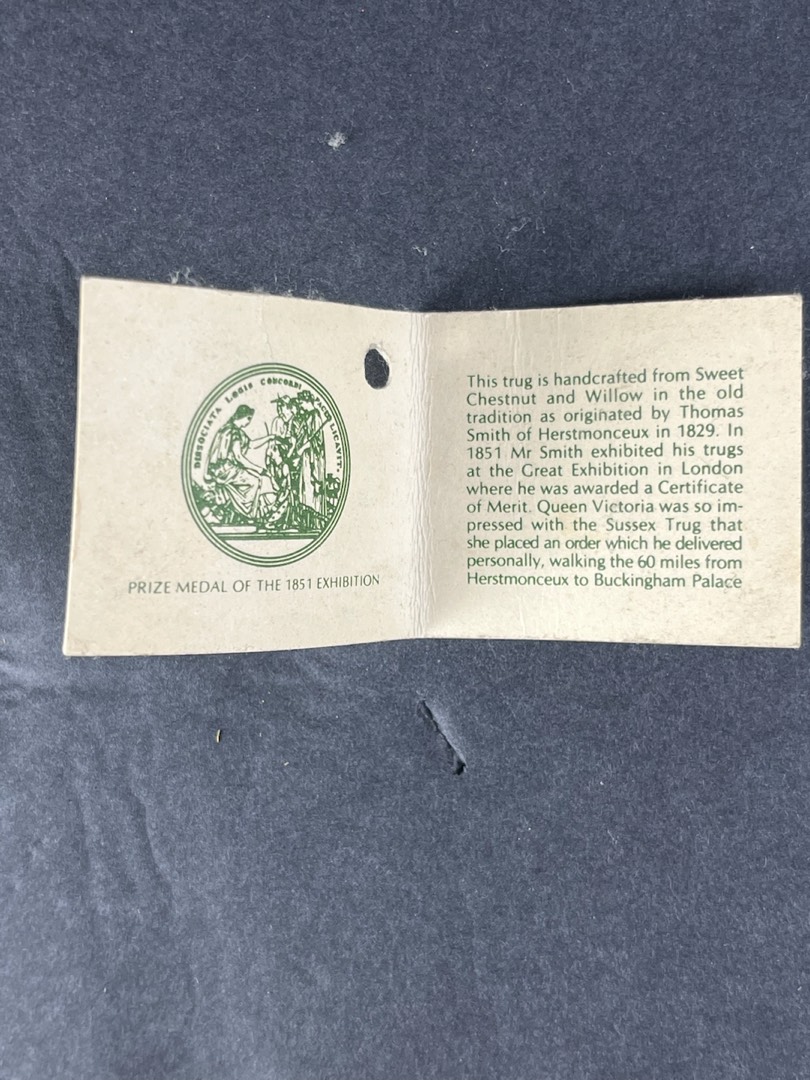 DISSOCIATA LOCIS CONCORDI PACE LIGAVIT.
PRIZE MEDAL OF THE 1851 EXHIBITION
This trug is handcrafted from Sweet
Chestnut and Willow in the old
tradition as originated by Thomas
Smith of Herstmonceux in 1829. In
1851 Mr Smith exhibited his trugs
at the Great Exhibition in London
where he was awarded a Certificate
of Merit. Queen Victoria was so im-
pressed with the Sussex Trug that
she placed an order which he delivered
personally, walking the 60 miles from
Herstmonceux to Buckingham Palace